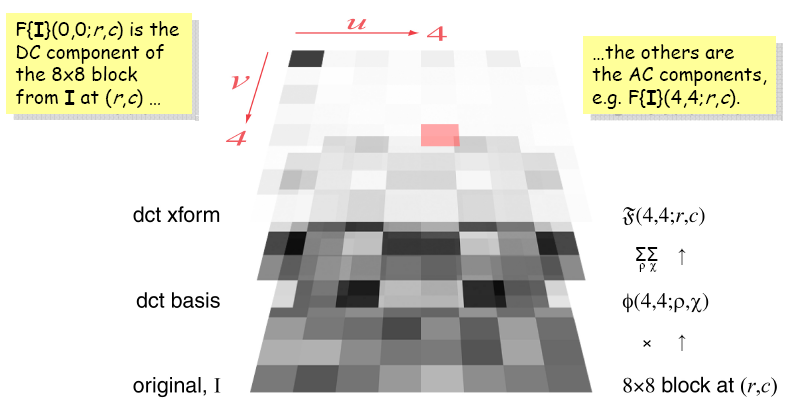 F{I}(0,0;r,c) is the
DC component of
the 8×8 block
from I at (r,c) ...
u
4
v
4
…the others are
the AC components,
e.g. F{I}(4,4;r,c).
dct xform
𝔉(4,4;r,c)
ΣΣ ↑
ρ χ
dct basis
ϕ(4,4;ρ,χ)
× ↑
original, I
8×8 block at (r,c)